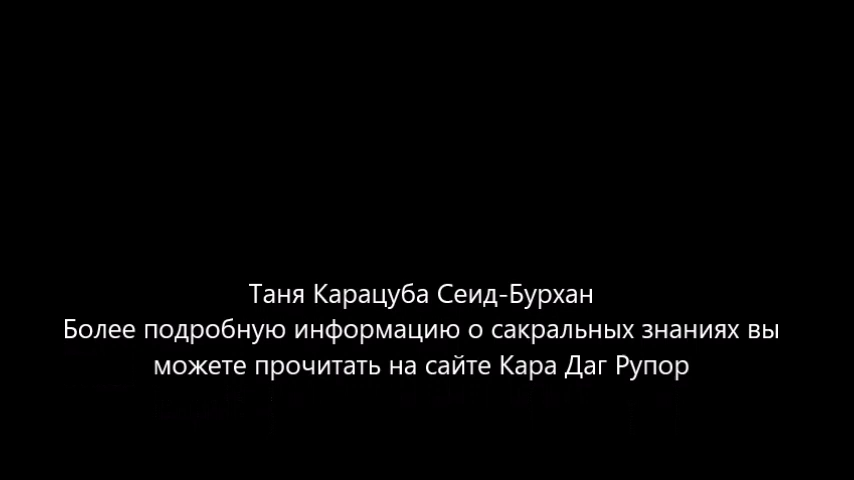 Таня Карацуба Сеид-Бурхан
Более подробную информацию о сакральных знаниях вы
можете прочитать на сайте Кара Даг Рупор